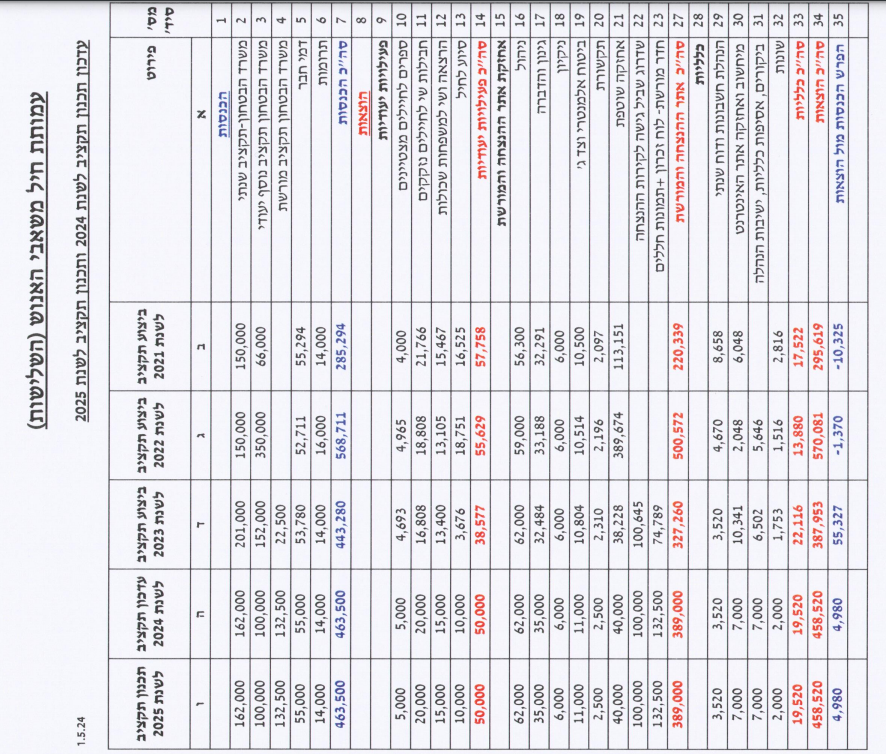 1.5.24
עמותת חיל משאבי האנוש (השלישות)
עדכון תכנון תקציב לשנת 2024 ותכנון תקציב לשנת 2025
מס' סידי' פירוט ביצוע תקציב לשנת 2021 ביצוע תקציב לשנת 2022 ביצוע תקציב לשנת 2023 עדכון תקציב לשנת 2024 תכנון תקציב לשנת 2025
א ב ג ד ה ו
1 הכנסות
2 משרד הבטחון-תקציב שנתי 150,000 150,000 201,000 162,000 162,000
3 משרד הבטחון תקציב נוסף יעודי 66,000 350,000 152,000 100,000 100,000
4 משרד הבטחון תקציב מורשת 22,500 132,500 132,500
5 דמי חבר 55,294 52,711 53,780 55,000 55,000
6 תרומות 14,000 16,000 14,000 14,000 14,000
7 סה"כ הכנסות 285,294 568,711 443,280 463,500 463,500
8 הוצאות
9 פעילויות יעודיות
10 ספרים לחיילים מצטיינים 4,000 4,965 4,693 5,000 5,000
11 חבילות שי לחיילים נזקקים 21,766 18,808 16,808 20,000 20,000
12 הרצאה ושי למשפחות שכולות 15,467 13,105 13,400 15,000 15,000
13 סיוע לחיל 16,525 18,751 3,676 10,000 10,000
14 סה"כ פעילויות יעודיות 57,758 55,629 38,577 50,000 50,000
15 אחזקת אתר ההנצחה והמורשת
16 ניהול 56,300 59,000 62,000 62,000 62,000
17 גינון והדברה 32,291 33,188 32,484 35,000 35,000
18 ניקיון 6,000 6,000 6,000 6,000 6,000
19 ביטוח אלמנטרי וצד ג' 10,500 10,514 10,804 11,000 11,000
20 תקשורת 2,097 2,196 2,310 2,500 2,500
21 אחזקה שוטפת 113,151 389,674 38,228 40,000 40,000
22 שדרוג שביל גישה לקירות ההנצחה 100,645 100,000 100,000
23 חדר מורשת- לוח זכרון +תמונות חללים 74,789 132,500 132,500
27 סה"כ אתר ההנצחה והמורשת 220,339 500,572 327,260 389,000 389,000
28 כלליות
29 הנהלת חשבונות ודוח שנתי 8,658 4,670 3,520 3,520 3,520
30 מיחשוב ואחזקה אתר האינטרנט 6,048 2,048 10,341 7,000 7,000
31 ביקורים, אסיפות כלליות, ישיבות הנהלה 5,646 6,502 7,000 7,000
32 שונות 2,816 1,516 1,753 2,000 2,000
33 סה"כ כלליות 17,522 13,880 22,116 19,520 19,520
34 סה"כ הוצאות 295,619 570,081 387,953 458,520 458,520
35 הפרש הכנסות מול הוצאות -10,325 -1,370 55,327 4,980 4,980